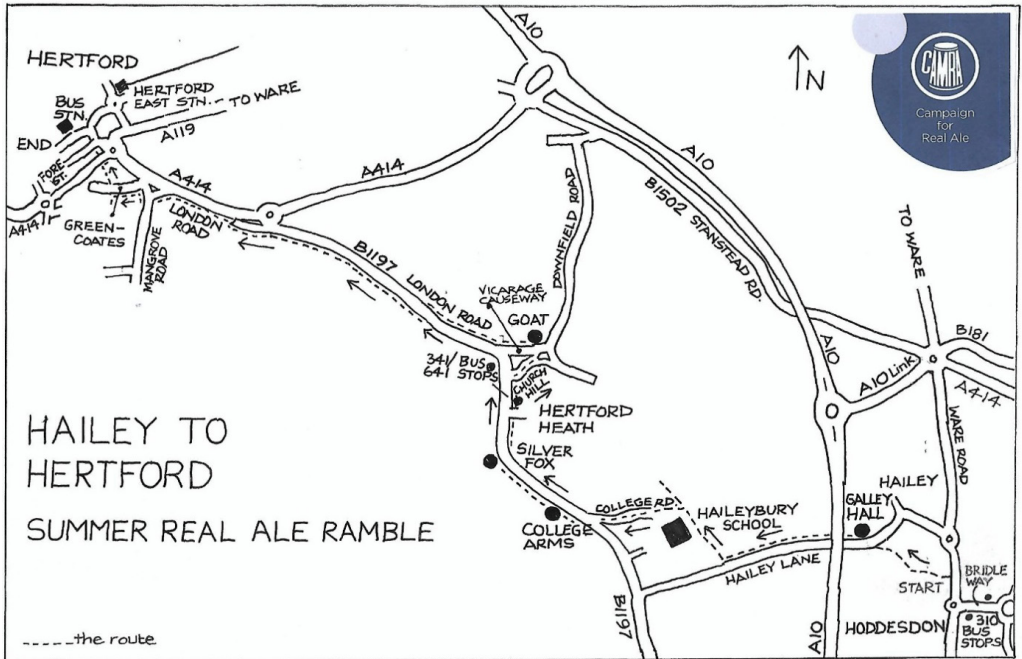 HERTFORD
HERTFORD
EAST STN.
TO WARE
BUS
STN.
END
A119
FORE
ST.
A414
GREEN-
COATES
MANGROVE
ROAD
A414
LONDON
ROAD
A414
A10
N
CAMRA
Campaign
for
Real Ale
A10
B1502 STANSTEAD RD.
DOWNFIELD ROAD
B1197 LONDON ROAD
VICARAGE
CAUSEWAY
GOAT
341/
641
BUS
STOPS
CHURCH
HILL
HERTFORD
HEATH
TO WARE
B181
A10
A10 Link
A414
WARE ROAD
HAILEY TO
HERTFORD
SUMMER REAL ALE RAMBLE
SILVER
FOX
COLLEGE RD.
COLLEGE
ARMS
HAILEYBURY
SCHOOL
HAILEY
GALLEY
HALL
HAILEY LANE
START
BRIDLE
WAY
310
BUS
STOPS
HODDESDON
B1197
A10
the route